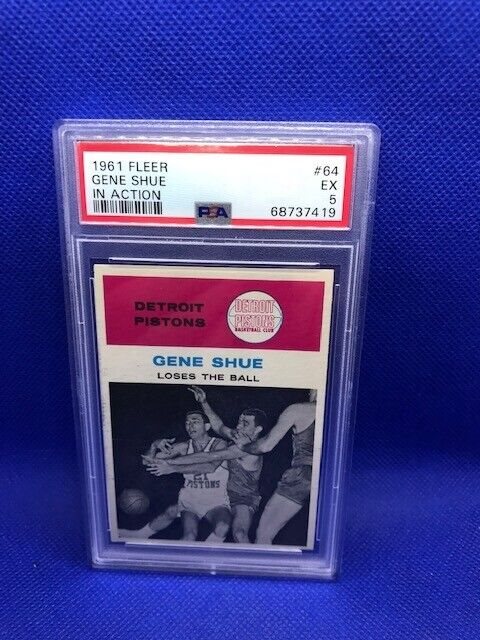 1961 FLEER #64
GENE SHUE EX
IN ACTION 5
PSA 68737419
DETROIT
PISTONS
DETROIT
PISTONS
BASKETBALL CLUB
GENE SHUE
LOSES THE BALL
21
PISTONS